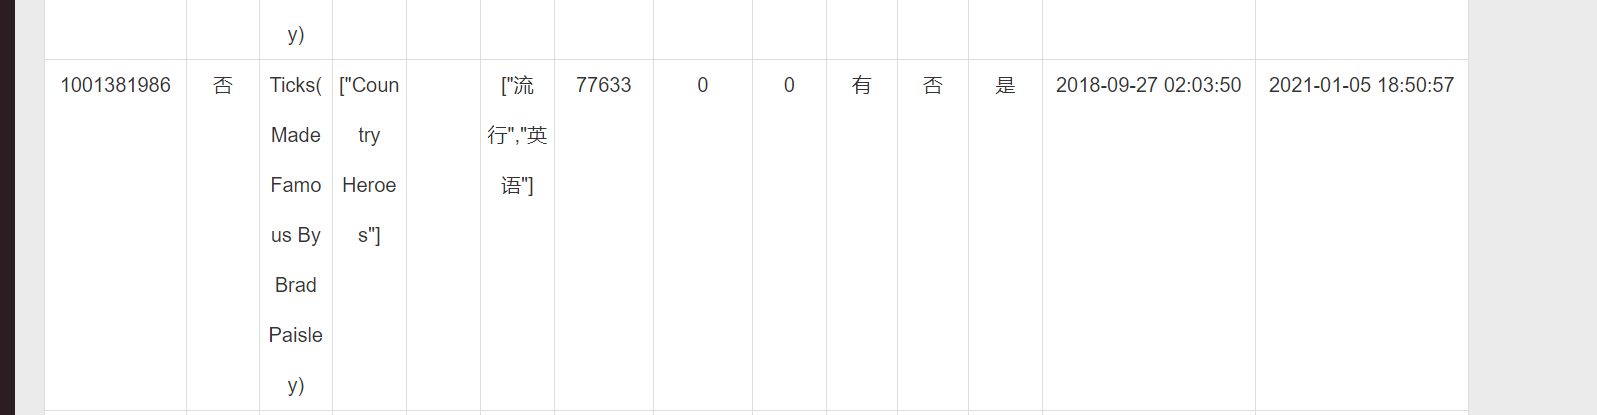 y)
1001381986 否 Ticks( ["Coun ["流 77633 0 0 有 否 是 2018-09-27 02:03:50 2021-01-05 18:50:57
Made try 行","英
Famo Heroe 语"]
us By s"]
Brad
Paisle
y)